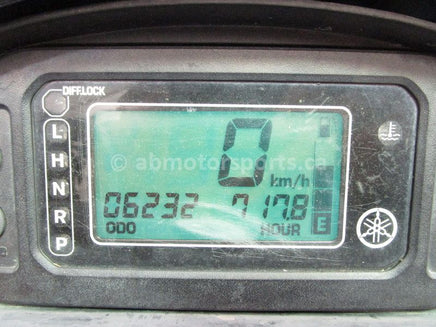 DIFF.LOCK
L
H
N
R
P
0 km/h
06232 717.8
ODO HOUR
E
© abmotorsports.ca